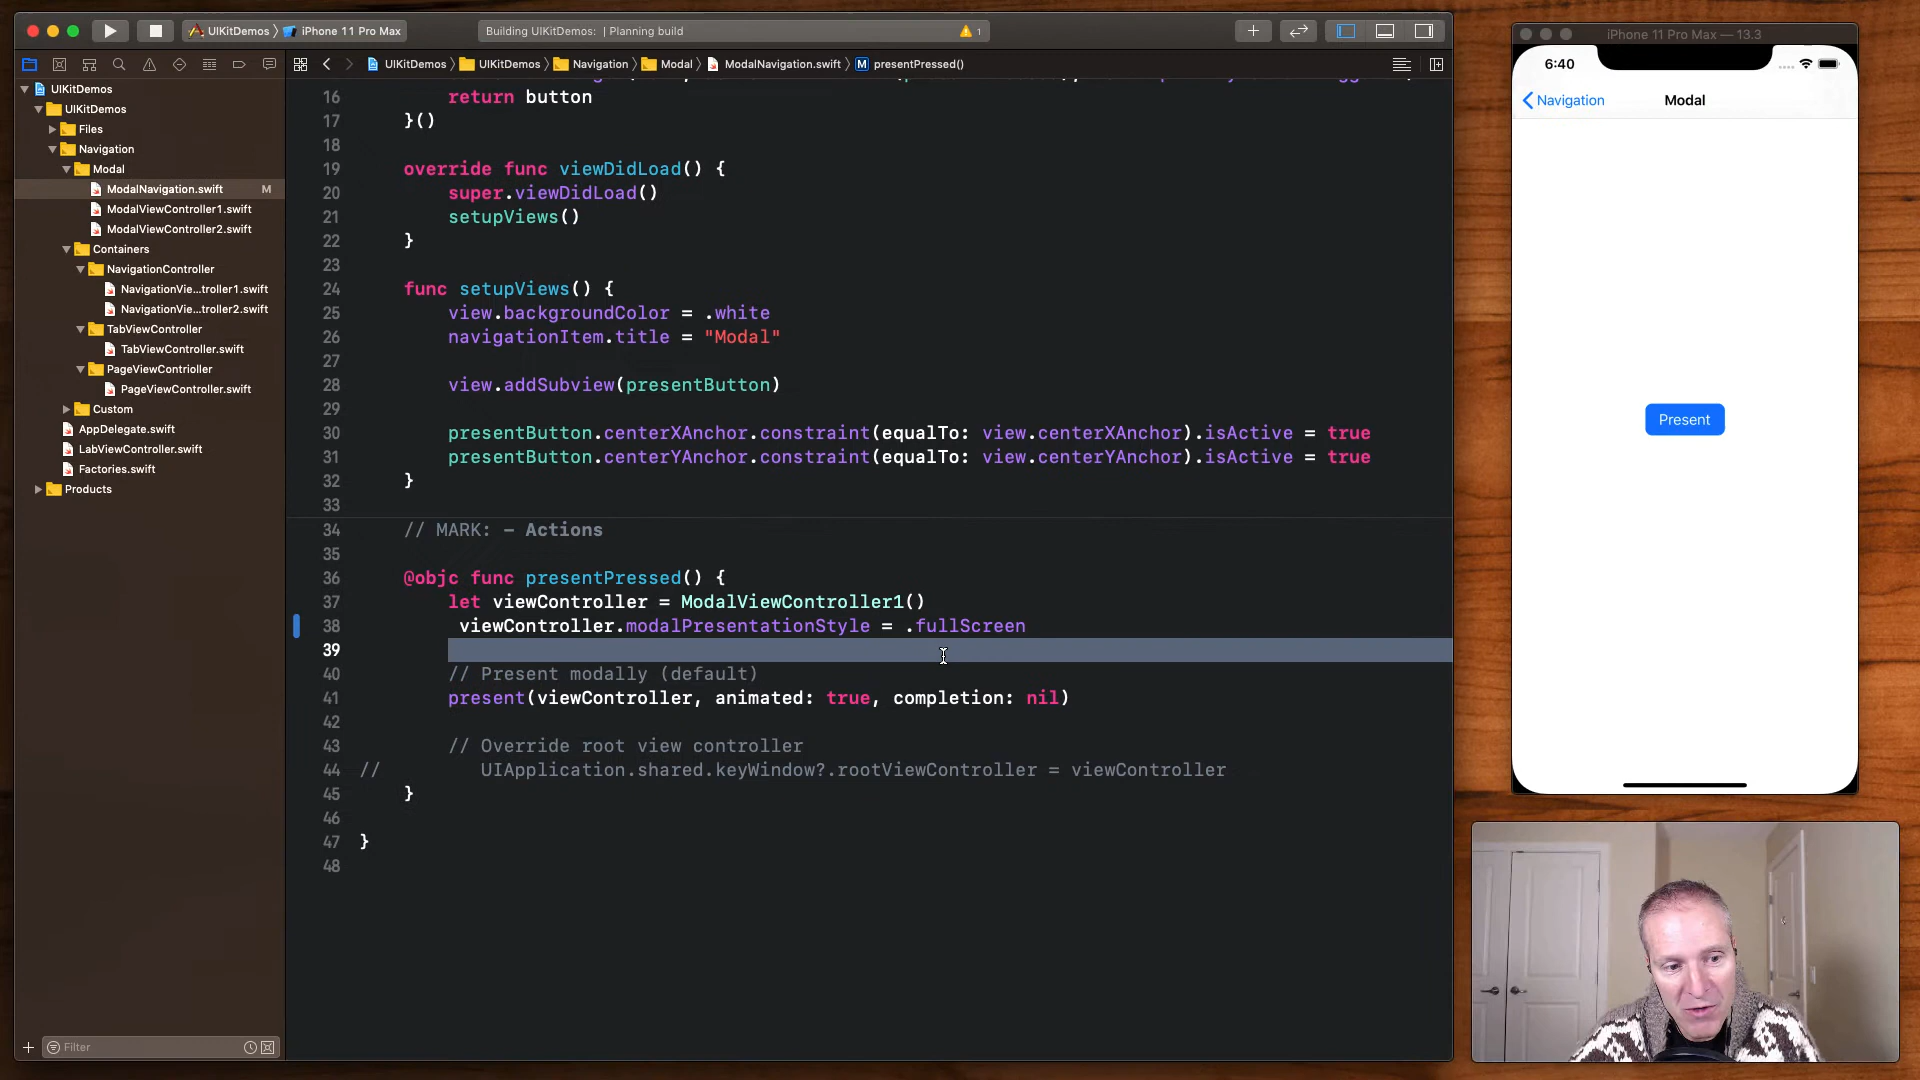 UIKitDemos
iPhone 11 Pro Max
Building UIKitDemos: | Planning build
1
UIKitDemos
UIKitDemos
Navigation
Modal
ModalNavigation.swift
M
presentPressed()
UIKitDemos
UIKitDemos
Files
Navigation
Modal
ModalNavigation.swift M
ModalViewController1.swift
ModalViewController2.swift
Containers
NavigationController
NavigationVie...troller1.swift
NavigationVie...troller2.swift
TabViewController
TabViewController.swift
PageViewContrioller
PageViewController.swift
Custom
AppDelegate.swift
LabViewController.swift
Factories.swift
Products
Filter
16 return button
17 }()
18
19 override func viewDidLoad() {
20 super.viewDidLoad()
21 setupViews()
22 }
23
24 func setupViews() {
25 view.backgroundColor = .white
26 navigationItem.title = "Modal"
27
28 view.addSubview(presentButton)
29
30 presentButton.centerXAnchor.constraint(equalTo: view.centerXAnchor).isActive = true
31 presentButton.centerYAnchor.constraint(equalTo: view.centerYAnchor).isActive = true
32 }
33
34 // MARK: - Actions
35
36 @objc func presentPressed() {
37 let viewController = ModalViewController1()
38 viewController.modalPresentationStyle = .fullScreen
39
40 // Present modally (default)
41 present(viewController, animated: true, completion: nil)
42
43 // Override root view controller
44 // UIApplication.shared.keyWindow?.rootViewController = viewController
45 }
46
47 }
48
iPhone 11 Pro Max — 13.3
6:40
Navigation
Modal
Present